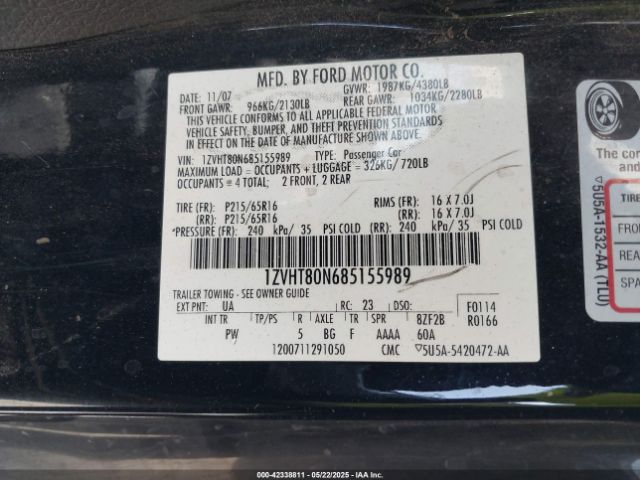 MFD. BY FORD MOTOR CO.
DATE: 11/07 GVWR: 1987KG/4380LB
FRONT GAWR: 966KG/2130LB REAR GAWR: 1034KG/2280LB
THIS VEHICLE CONFORMS TO ALL APPLICABLE FEDERAL MOTOR
VEHICLE SAFETY, BUMPER, AND THEFT PREVENTION STANDARDS
IN EFFECT ON THE DATE OF MANUFACTURE SHOWN ABOVE.
VIN: 1ZVHT80N685155989 TYPE: Passenger Car
MAXIMUM LOAD = OCCUPANTS + LUGGAGE = 326KG/ 720LB
OCCUPANTS = 4 TOTAL: 2 FRONT, 2 REAR
TIRE (FR): P215/65R16 RIMS (FR): 16 X 7.0J
(RR): P215/65R16 (RR): 16 X 7.0J
PRESSURE (FR): 240 kPa/ 35 PSI COLD (RR): 240 kPa/ 35 PSI COLD
1ZVHT80N685155989
TRAILER TOWING - SEE OWNER GUIDE
EXT PNT: UA RC: 23 DSO: F0114
INT TR TP/PS R AXLE TR SPR 8ZF2B R0166
PW 5 BG F AAAA 60A
1200711291050 CMC 5U5A-5420472-AA
The con
and
TIRE
FRO
REA
SPA
5U5A-1532-AA (TL0)
000-42338811 - 05/22/2025 - IAAI.COM